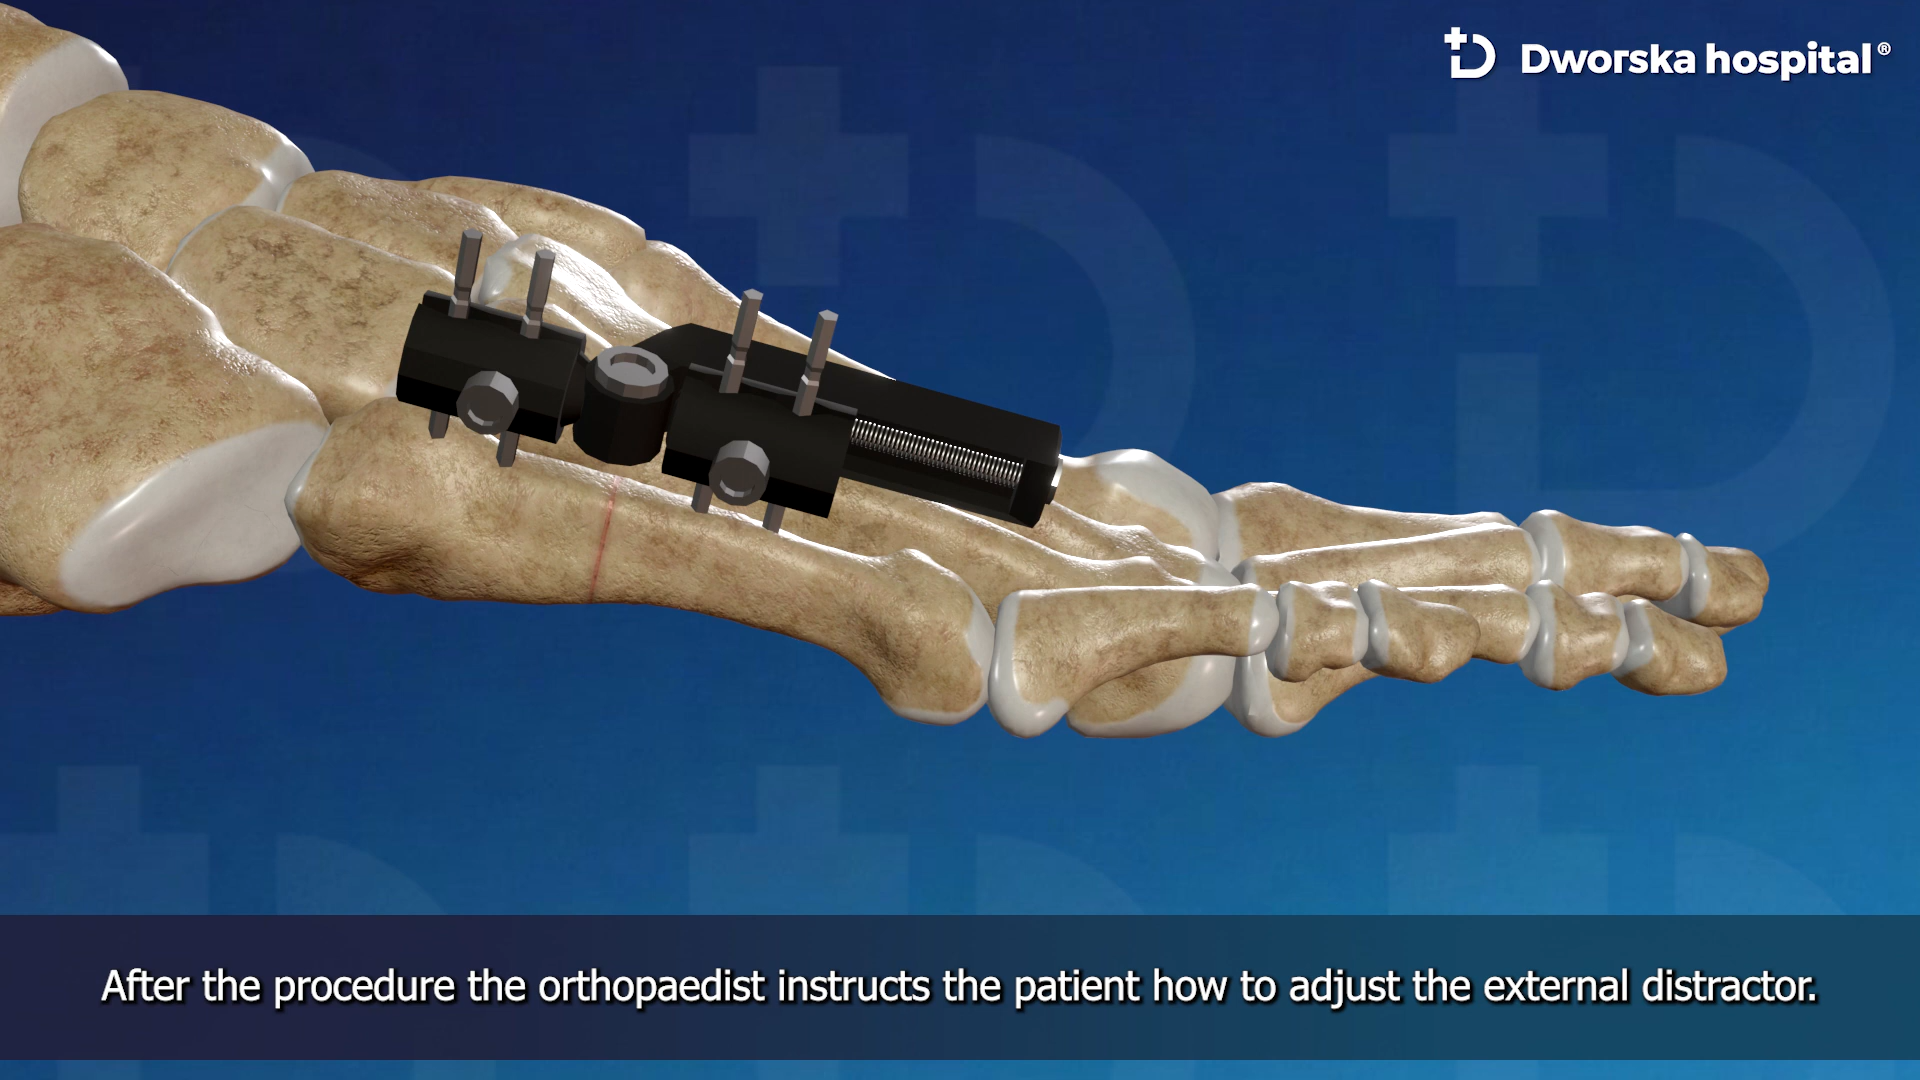 Dworska hospital®
After the procedure the orthopaedist instructs the patient how to adjust the external distractor.